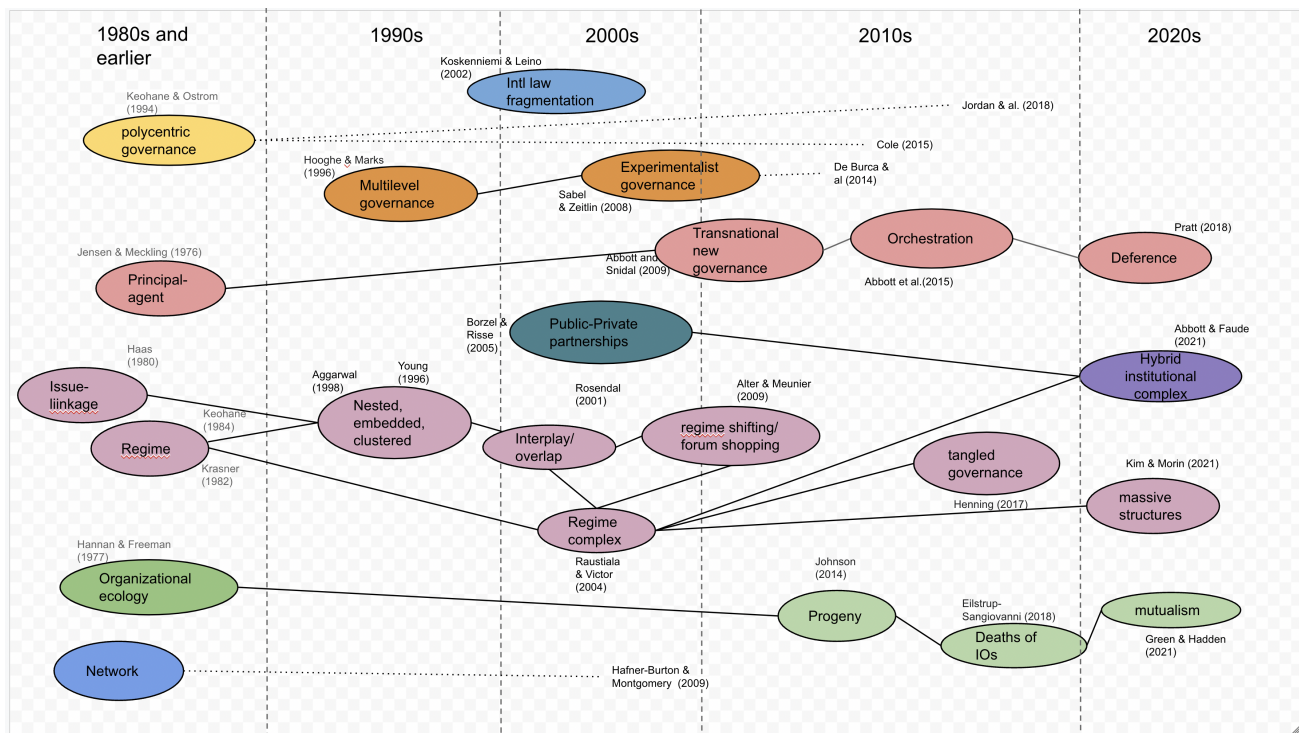 1980s and
earlier
1990s
2000s
2010s
2020s
Koskenniemi & Leino
(2002)
Intl law
fragmentation
Keohane & Ostrom
(1994)
polycentric
governance
Jordan & al. (2018)
Cole (2015)
Hooghe & Marks
(1996)
Multilevel
governance
Experimentalist
governance
Sabel
& Zeitlin (2008)
De Burca &
al (2014)
Jensen & Meckling (1976)
Principal-
agent
Transnational
new
governance
Abbott and
Snidal (2009)
Orchestration
Abbott et al.(2015)
Pratt (2018)
Deference
Borzel &
Risse
(2005)
Public-Private
partnerships
Abbott & Faude
(2021)
Hybrid
institutional
complex
Haas
(1980)
Issue-
liinkage
Keohane
(1984)
Regime
Krasner
(1982)
Aggarwal
(1998)
Young
(1996)
Nested,
embedded,
clustered
Rosendal
(2001)
Interplay/
overlap
Alter & Meunier
(2009)
regime shifting/
forum shopping
tangled
governance
Henning (2017)
Kim & Morin (2021)
massive
structures
Regime
complex
Raustiala
& Victor
(2004)
Hannan & Freeman
(1977)
Organizational
ecology
Johnson
(2014)
Progeny
Eilstrup-
Sangiovanni (2018)
Deaths of
IOs
mutualism
Green & Hadden
(2021)
Network
Hafner-Burton &
Montgomery (2009)